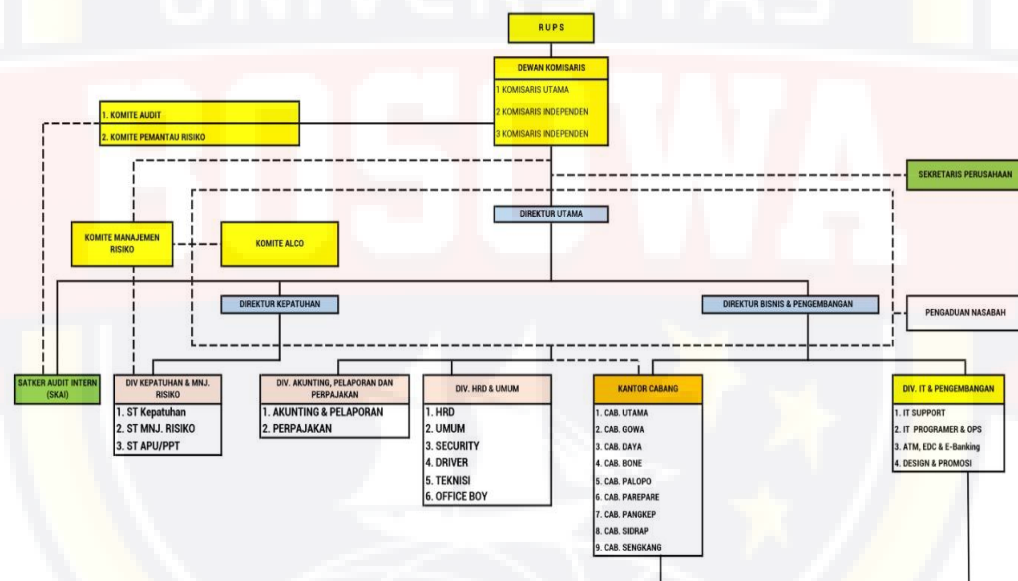 UNIVERSITAS
BOSOWA
RUPS
DEWAN KOMISARIS
1 KOMISARIS UTAMA
2 KOMISARIS INDEPENDEN
3 KOMISARIS INDEPENDEN
1. KOMITE AUDIT
2. KOMITE PEMANTAU RISIKO
SEKRETARIS PERUSAHAAN
DIREKTUR UTAMA
KOMITE MANAJEMEN
RISIKO
KOMITE ALCO
DIREKTUR KEPATUHAN
DIREKTUR BISNIS & PENGEMBANGAN
PENGADUAN NASABAH
SATKER AUDIT INTERN
(SKAI)
DIV KEPATUHAN & MNJ.
RISIKO
1. ST Kepatuhan
2. ST MNJ. RISIKO
3. ST APU/PPT
DIV. AKUNTING, PELAPORAN DAN
PERPAJAKAN
1. AKUNTING & PELAPORAN
2. PERPAJAKAN
DIV. HRD & UMUM
1. HRD
2. UMUM
3. SECURITY
4. DRIVER
5. TEKNISI
6. OFFICE BOY
KANTOR CABANG
1. CAB. UTAMA
2. CAB. GOWA
3. CAB. DAYA
4. CAB. BONE
5. CAB. PALOPO
6. CAB. PAREPARE
7. CAB. PANGKEP
8. CAB. SIDRAP
9. CAB. SENGKANG
DIV. IT & PENGEMBANGAN
1. IT SUPPORT
2. IT PROGRAMER & OPS
3. ATM, EDC & E-Banking
4. DESIGN & PROMOSI